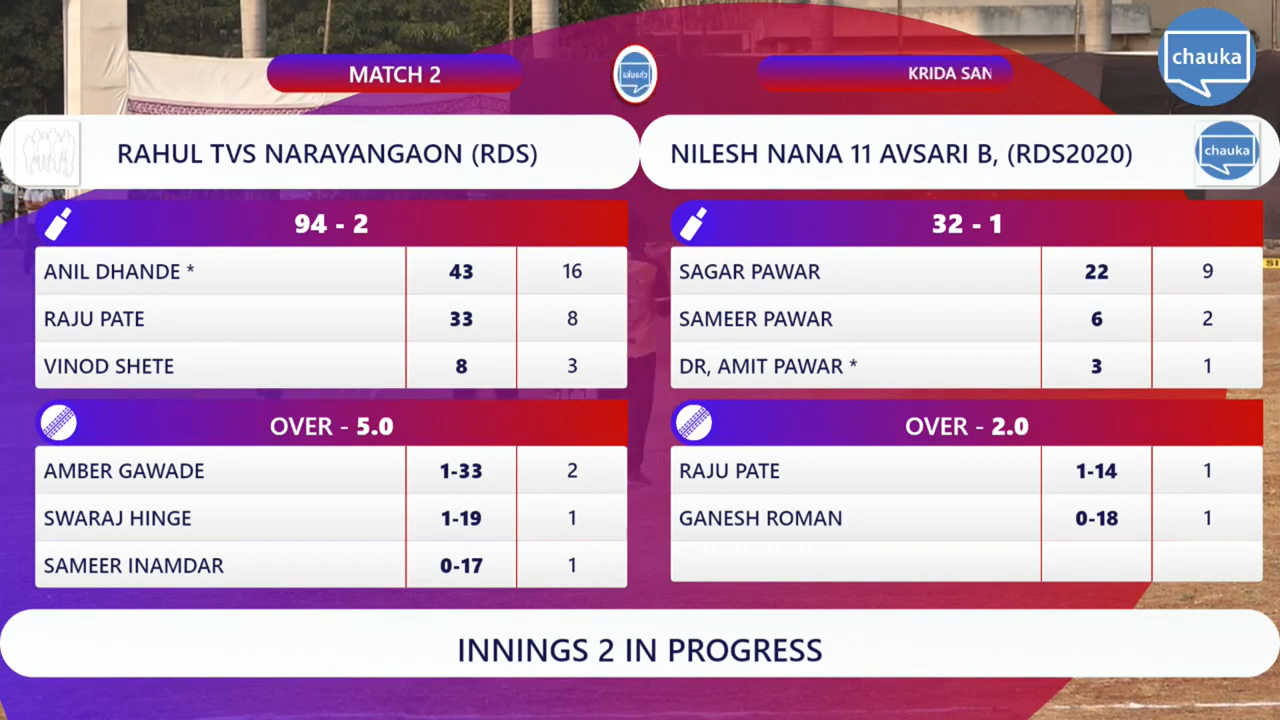 MATCH 2
KRIDA SAN
chauka
RAHUL TVS NARAYANGAON (RDS)
NILESH NANA 11 AVSARI B, (RDS2020)
chauka
94 - 2
ANIL DHANDE * 43 16
RAJU PATE 33 8
VINOD SHETE 8 3
32 - 1
SAGAR PAWAR 22 9
SAMEER PAWAR 6 2
DR, AMIT PAWAR * 3 1
OVER - 5.0
AMBER GAWADE 1-33 2
SWARAJ HINGE 1-19 1
SAMEER INAMDAR 0-17 1
OVER - 2.0
RAJU PATE 1-14 1
GANESH ROMAN 0-18 1
INNINGS 2 IN PROGRESS